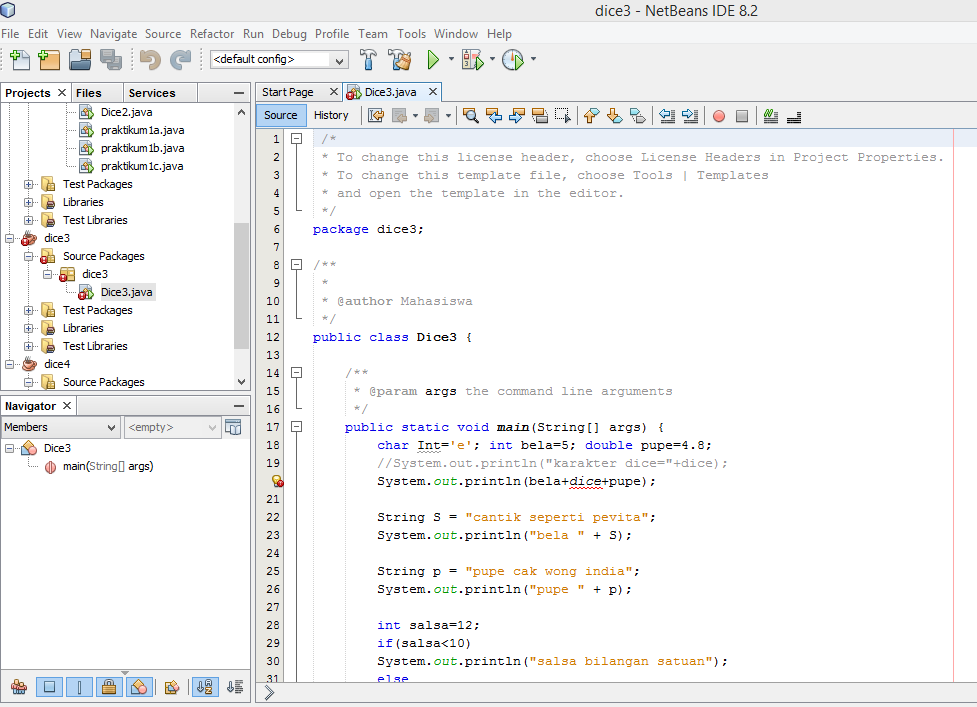 dice3 - NetBeans IDE 8.2
File Edit View Navigate Source Refactor Run Debug Profile Team Tools Window Help
<default config>
Projects Files Services
Dice2.java
praktikum1a.java
praktikum1b.java
praktikum1c.java
Test Packages
Libraries
Test Libraries
dice3
Source Packages
dice3
Dice3.java
Test Packages
Libraries
Test Libraries
dice4
Source Packages
Navigator
Members <empty>
Dice3
main(String[] args)
Start Page Dice3.java
Source History
1 /*
2 * To change this license header, choose License Headers in Project Properties.
3 * To change this template file, choose Tools | Templates
4 * and open the template in the editor.
5 */
6 package dice3;
7
8 /**
9 *
10 * @author Mahasiswa
11 */
12 public class Dice3 {
13
14 /**
15 * @param args the command line arguments
16 */
17 public static void main(String[] args) {
18 char Int='e'; int bela=5; double pupe=4.8;
19 //System.out.println("karakter dice="+dice);
System.out.println(bela+dice+pupe);
21
22 String S = "cantik seperti pevita";
23 System.out.println("bela " + S);
24
25 String p = "pupe cak wong india";
26 System.out.println("pupe " + p);
27
28 int salsa=12;
29 if(salsa<10)
30 System.out.println("salsa bilangan satuan");
31 else